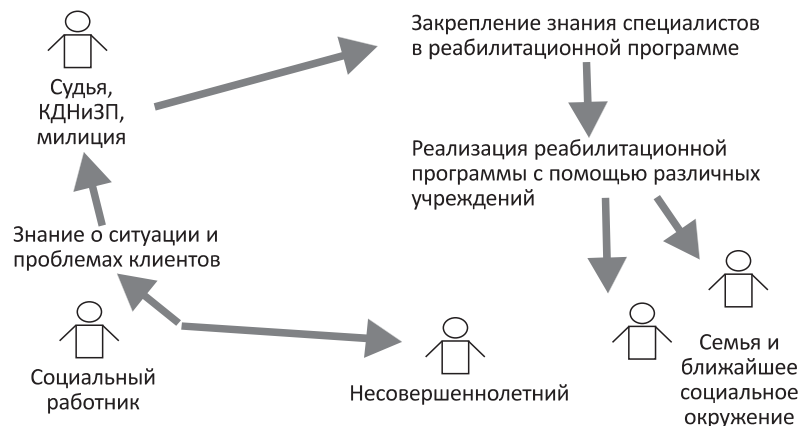 Судья,
КДНиЗП,
милиция
Закрепление знания специалистов
в реабилитационной программе
Реализация реабилитационной
программы с помощью различных
учреждений
Знание о ситуации и
проблемах клиентов
Социальный
работник
Несовершеннолетний
Семья и
ближайшее
социальное
окружение